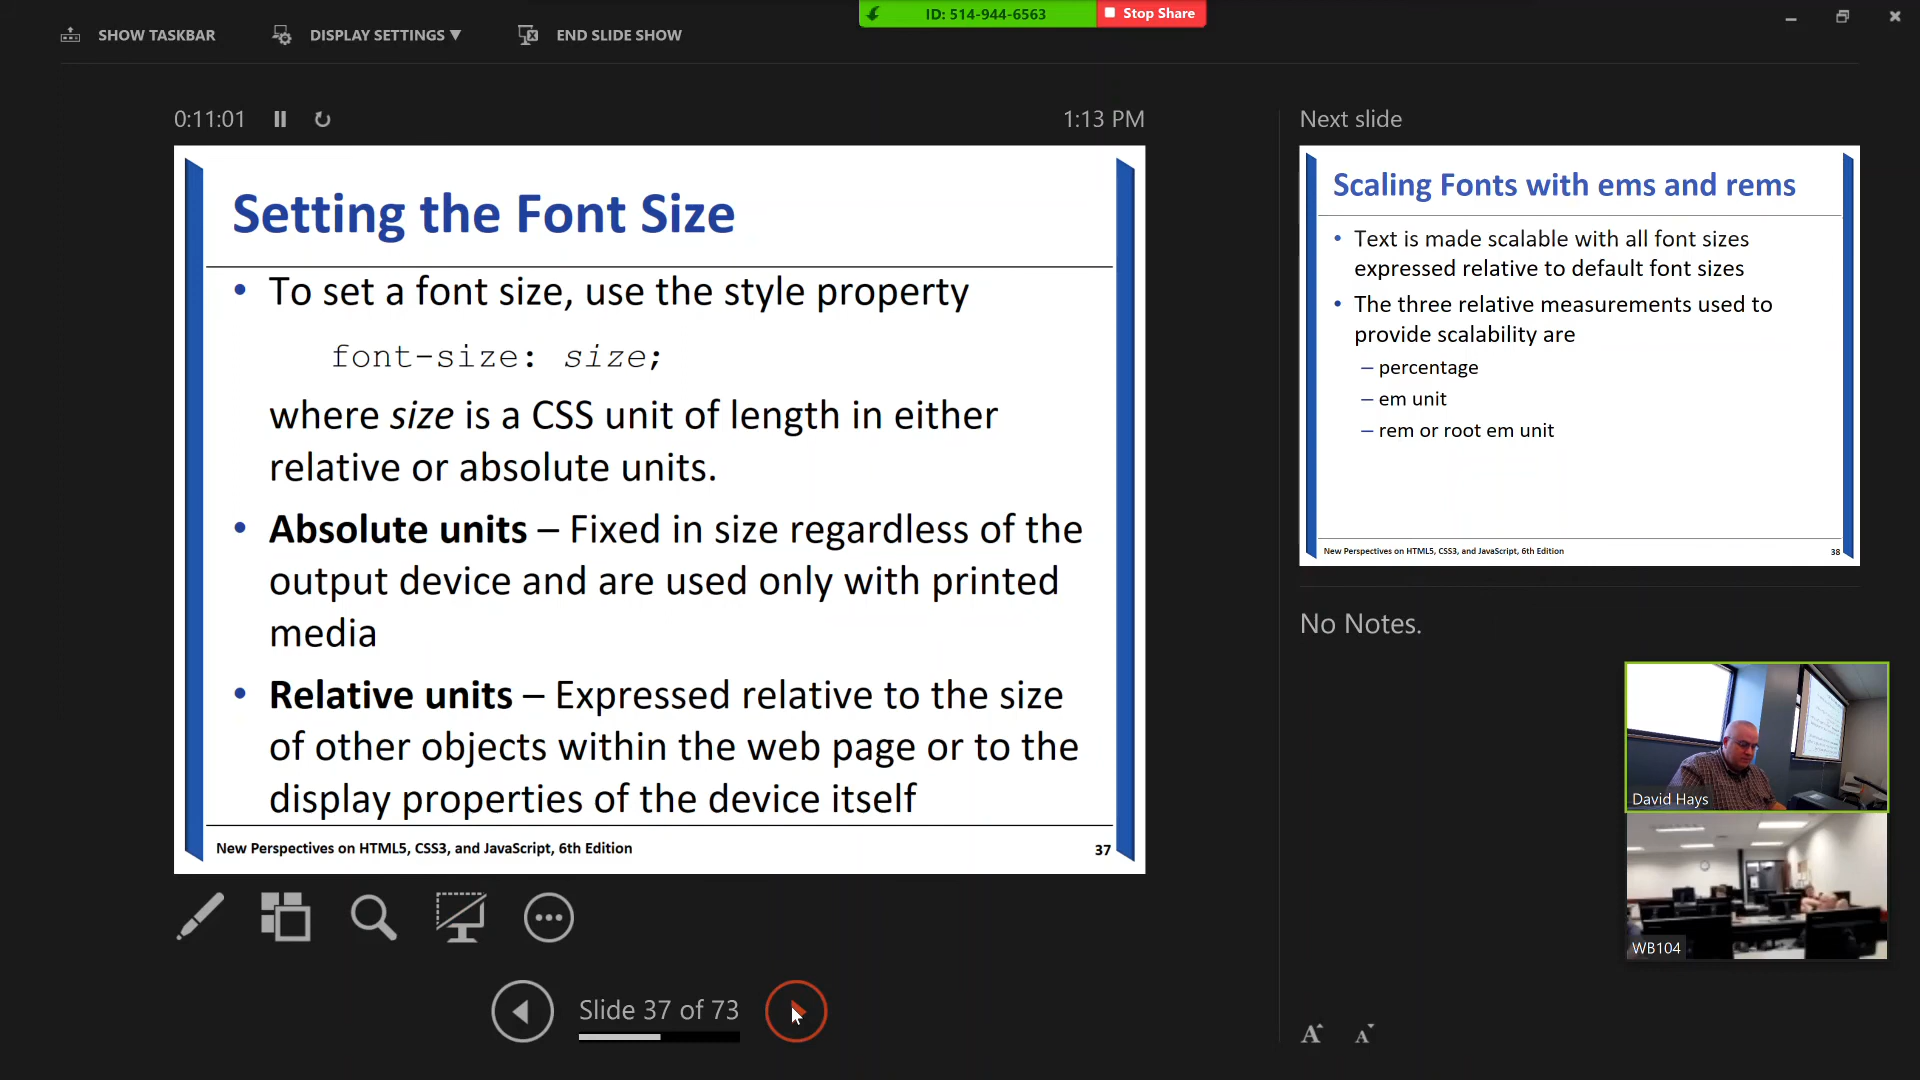 ID: 514-944-6563
Stop Share
SHOW TASKBAR
DISPLAY SETTINGS ▼
END SLIDE SHOW
0:11:01
1:13 PM
Setting the Font Size
• To set a font size, use the style property
font-size: size;
where size is a CSS unit of length in either
relative or absolute units.
• Absolute units – Fixed in size regardless of the
output device and are used only with printed
media
• Relative units – Expressed relative to the size
of other objects within the web page or to the
display properties of the device itself
New Perspectives on HTML5, CSS3, and JavaScript, 6th Edition
37
Slide 37 of 73
Next slide
Scaling Fonts with ems and rems
• Text is made scalable with all font sizes
expressed relative to default font sizes
• The three relative measurements used to
provide scalability are
– percentage
– em unit
– rem or root em unit
New Perspectives on HTML5, CSS3, and JavaScript, 6th Edition
38
No Notes.
David Hays
WB104
A
A